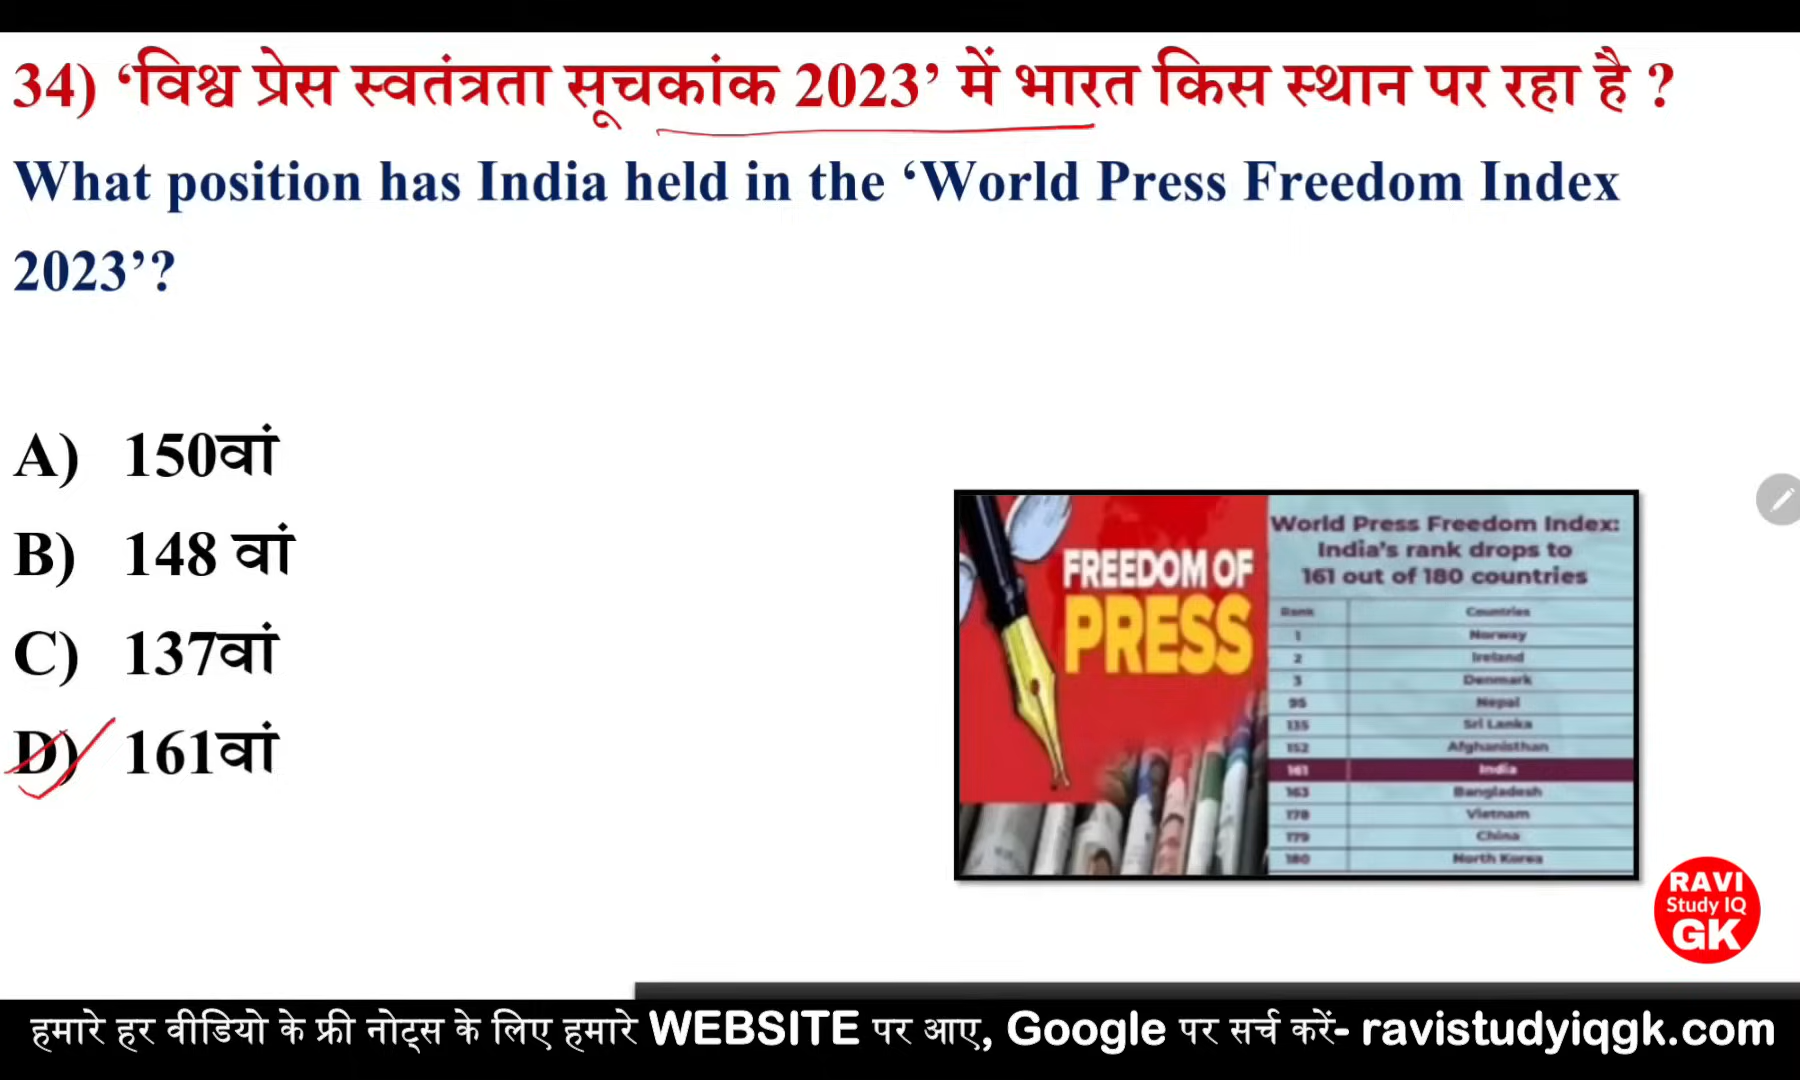 34) ‘विश्व प्रेस स्वतंत्रता सूचकांक 2023’ में भारत किस स्थान पर रहा है ?
What position has India held in the ‘World Press Freedom Index
2023’?
A) 150वां
B) 148 वां
C) 137वां
D) 161वां
FREEDOM OF
PRESS
World Press Freedom Index:
India's rank drops to
161 out of 180 countries
Rank Countries
1 Norway
2 Ireland
3 Denmark
95 Nepal
135 Sri Lanka
152 Afghanisthan
161 India
163 Bangladesh
178 Vietnam
179 China
180 North Korea
RAVI
Study IQ
GK
हमारे हर वीडियो के फ्री नोट्स के लिए हमारे WEBSITE पर आए, Google पर सर्च करें- ravistudyiqgk.com